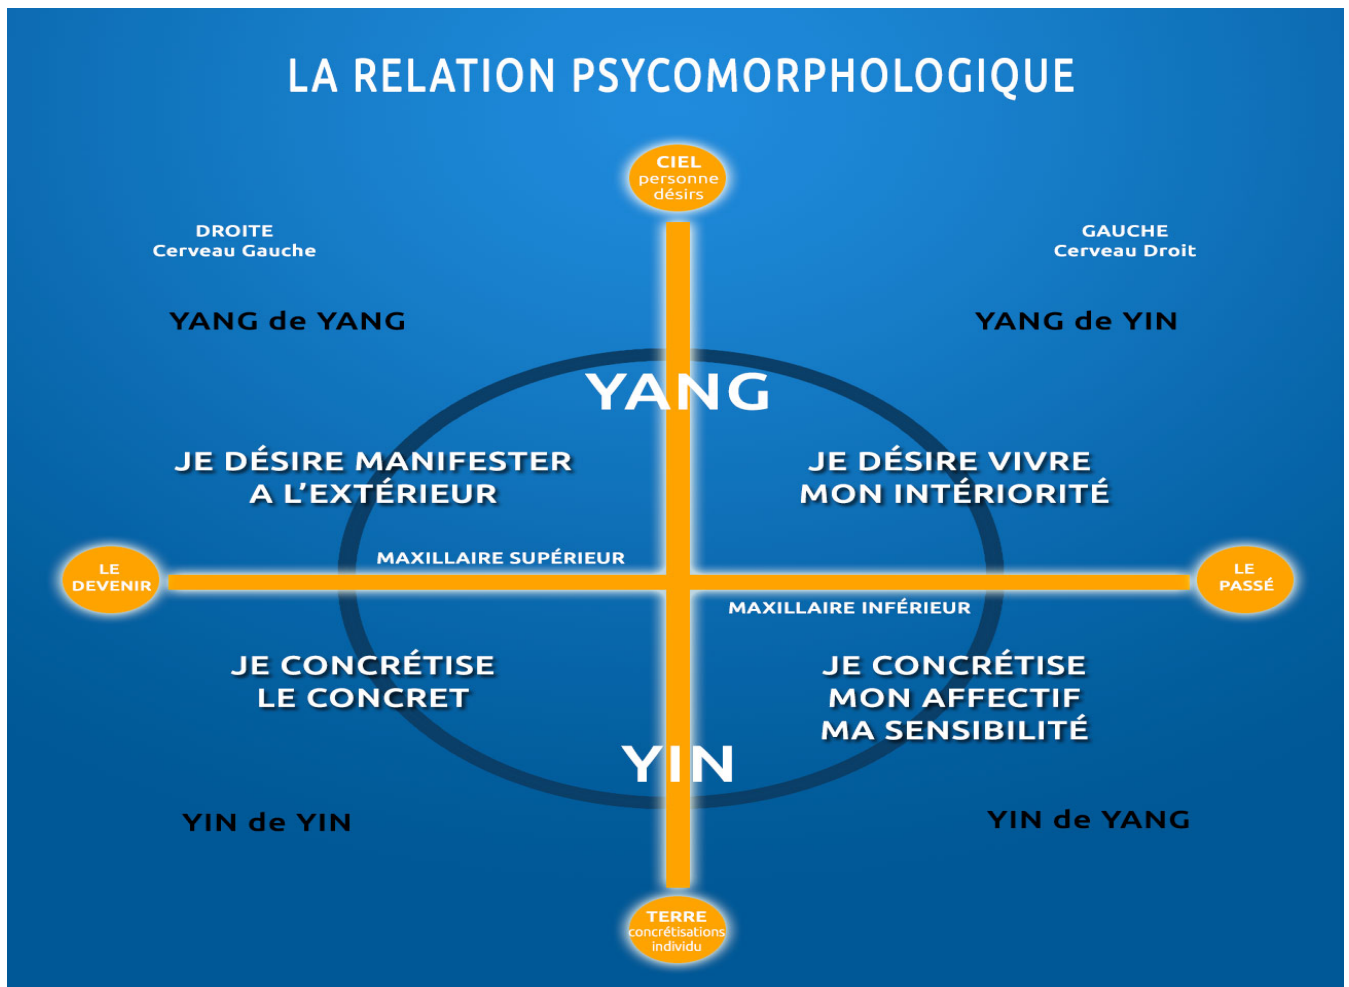 LA RELATION PSYCOMORPHOLOGIQUE
CIEL
personne
désirs
DROITE
Cerveau Gauche
GAUCHE
Cerveau Droit
YANG de YANG
YANG de YIN
YANG
JE DÉSIRE MANIFESTER
A L'EXTÉRIEUR
JE DÉSIRE VIVRE
MON INTÉRIORITÉ
MAXILLAIRE SUPÉRIEUR
LE
DEVENIR
LE
PASSÉ
MAXILLAIRE INFÉRIEUR
JE CONCRÉTISE
LE CONCRET
JE CONCRÉTISE
MON AFFECTIF
MA SENSIBILITÉ
YIN
YIN de YIN
YIN de YANG
TERRE
concrétisations
individu